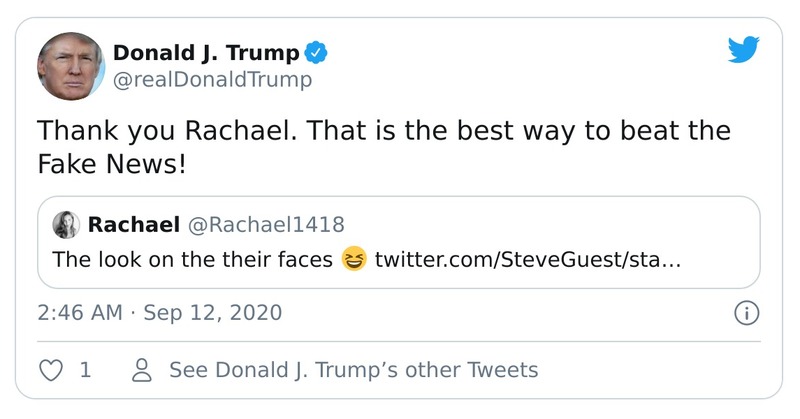 Donald J. Trump
@realDonaldTrump
Thank you Rachael. That is the best way to beat the
Fake News!
Rachael @Rachael1418
The look on the their faces 😆 twitter.com/SteveGuest/sta…
2:46 AM · Sep 12, 2020
1 See Donald J. Trump’s other Tweets